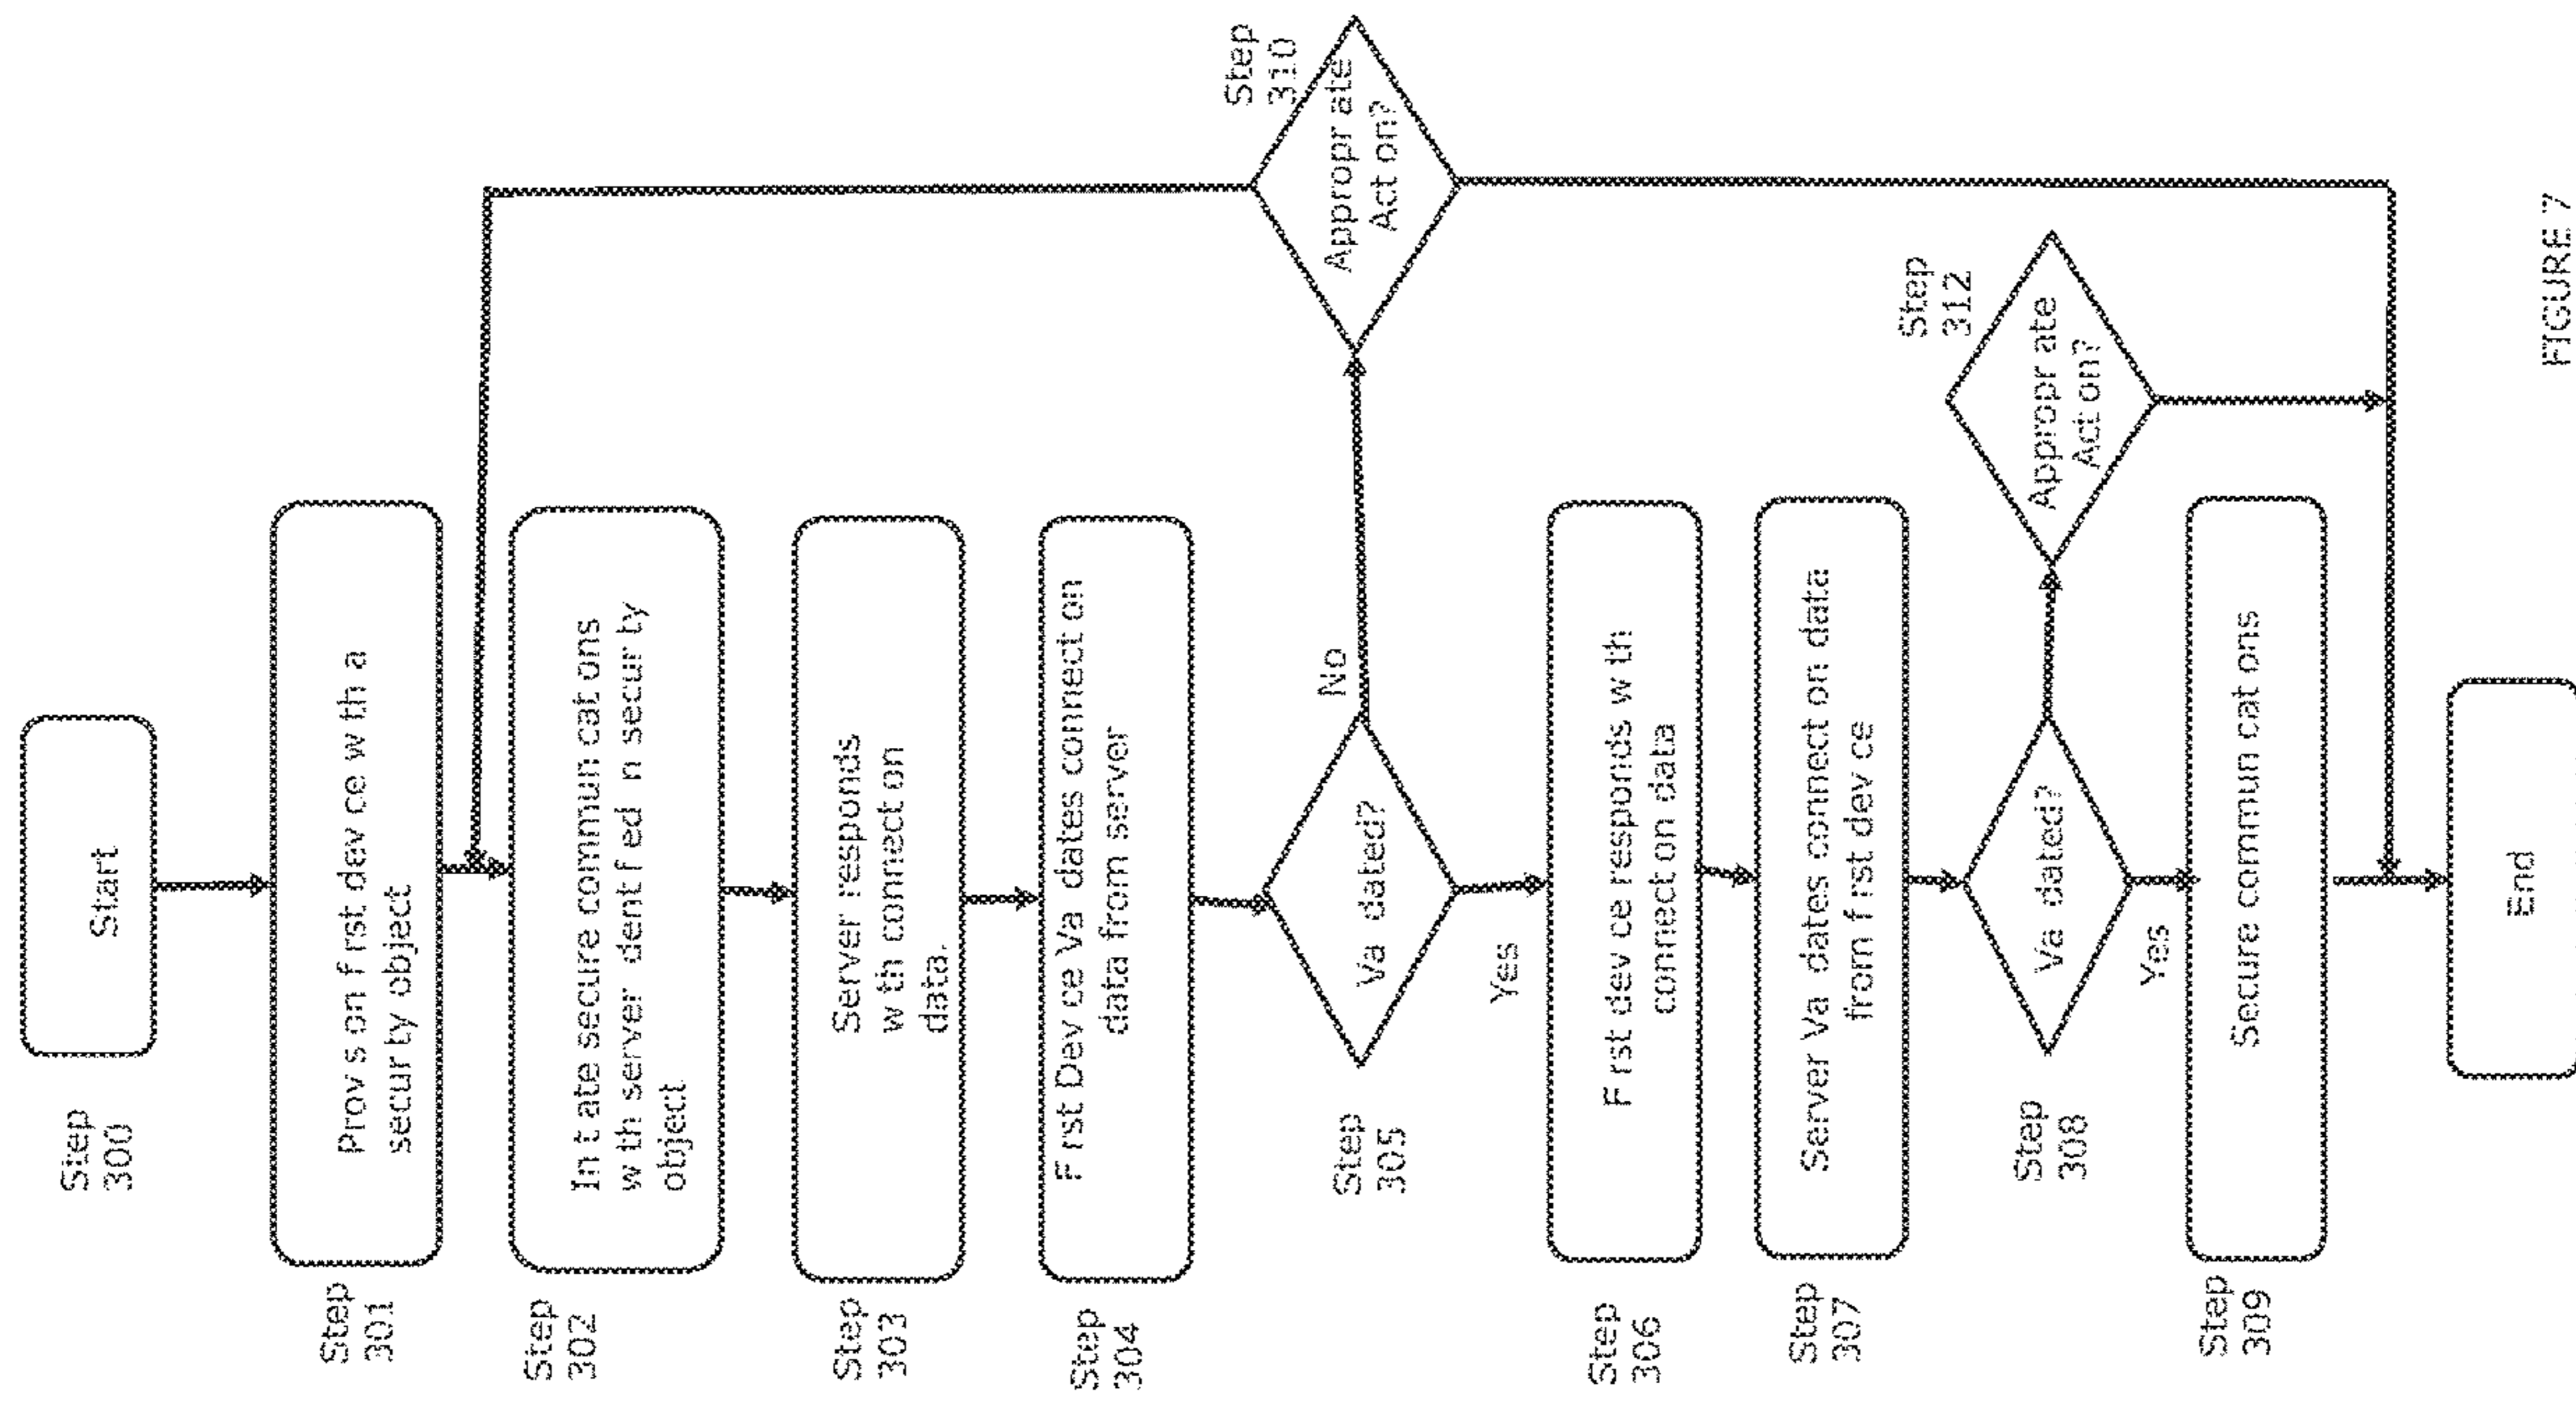 Step
300
Start
Step
301
Prov s on f rst dev ce w th a
secur ty object
Step
302
In t ate secure commun cat ons
w th server dent f ed n secur ty
object
Step
303
Server responds
w th connect on
data.
Step
304
F rst Dev ce Va dates connect on
data from server
Step
305
Va dated?
No
Yes
Step
310
Appropr ate
Act on?
Step
306
F rst dev ce responds w th
connect on data
Step
307
Server Va dates connect on data
from f rst dev ce
Step
308
Va dated?
Yes
Step
312
Appropr ate
Act on?
Step
309
Secure commun cat ons
End
FIGURE 7